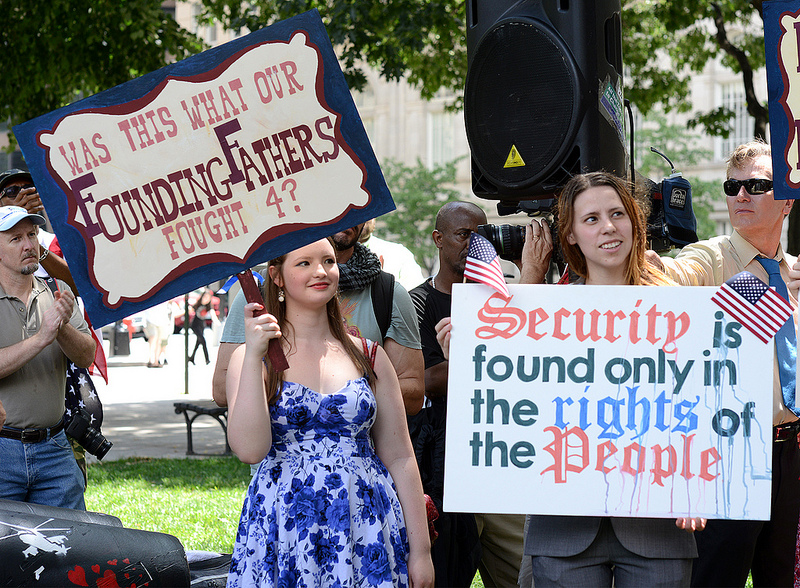 WAS THIS WHAT OUR
FOUNDING FATHERS
FOUGHT 4?
Security is
found only in
the rights of
the People